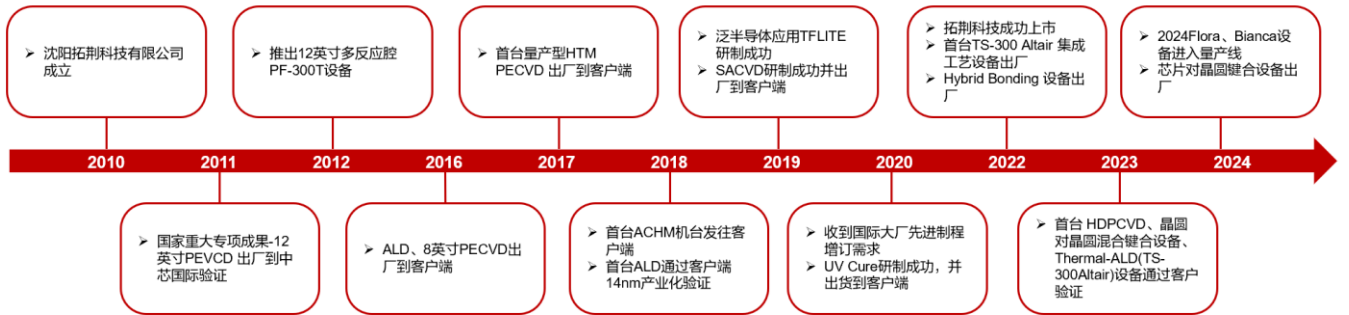 ➢ 沈阳拓荆科技有限公司
成立
➢ 推出12英寸多反应腔
PF-300T设备
➢ 首台量产型HTM
PECVD 出厂到客户端
➢ 泛半导体应用TFLITE
研制成功
➢ SACVD研制成功并出
厂到客户端
➢ 拓荆科技成功上市
➢ 首台TS-300 Altair 集成
工艺设备出厂
➢ Hybrid Bonding 设备出
厂
➢ 2024Flora、Bianca设
备进入量产线
➢ 芯片对晶圆键合设备出
厂
2010 2011 2012 2016 2017 2018 2019 2020 2022 2023 2024
➢ 国家重大专项成果-12
英寸PEVCD 出厂到中
芯国际验证
➢ ALD、8英寸PECVD出
厂到客户端
➢ 首台ACHM机台发往客
户端
➢ 首台ALD通过客户端
14nm产业化验证
➢ 收到国际大厂先进制程
增订需求
➢ UV Cure研制成功，并
出货到客户端
➢ 首台 HDPCVD、晶圆
对晶圆混合键合设备、
Thermal-ALD(TS-
300Altair)设备通过客户
验证